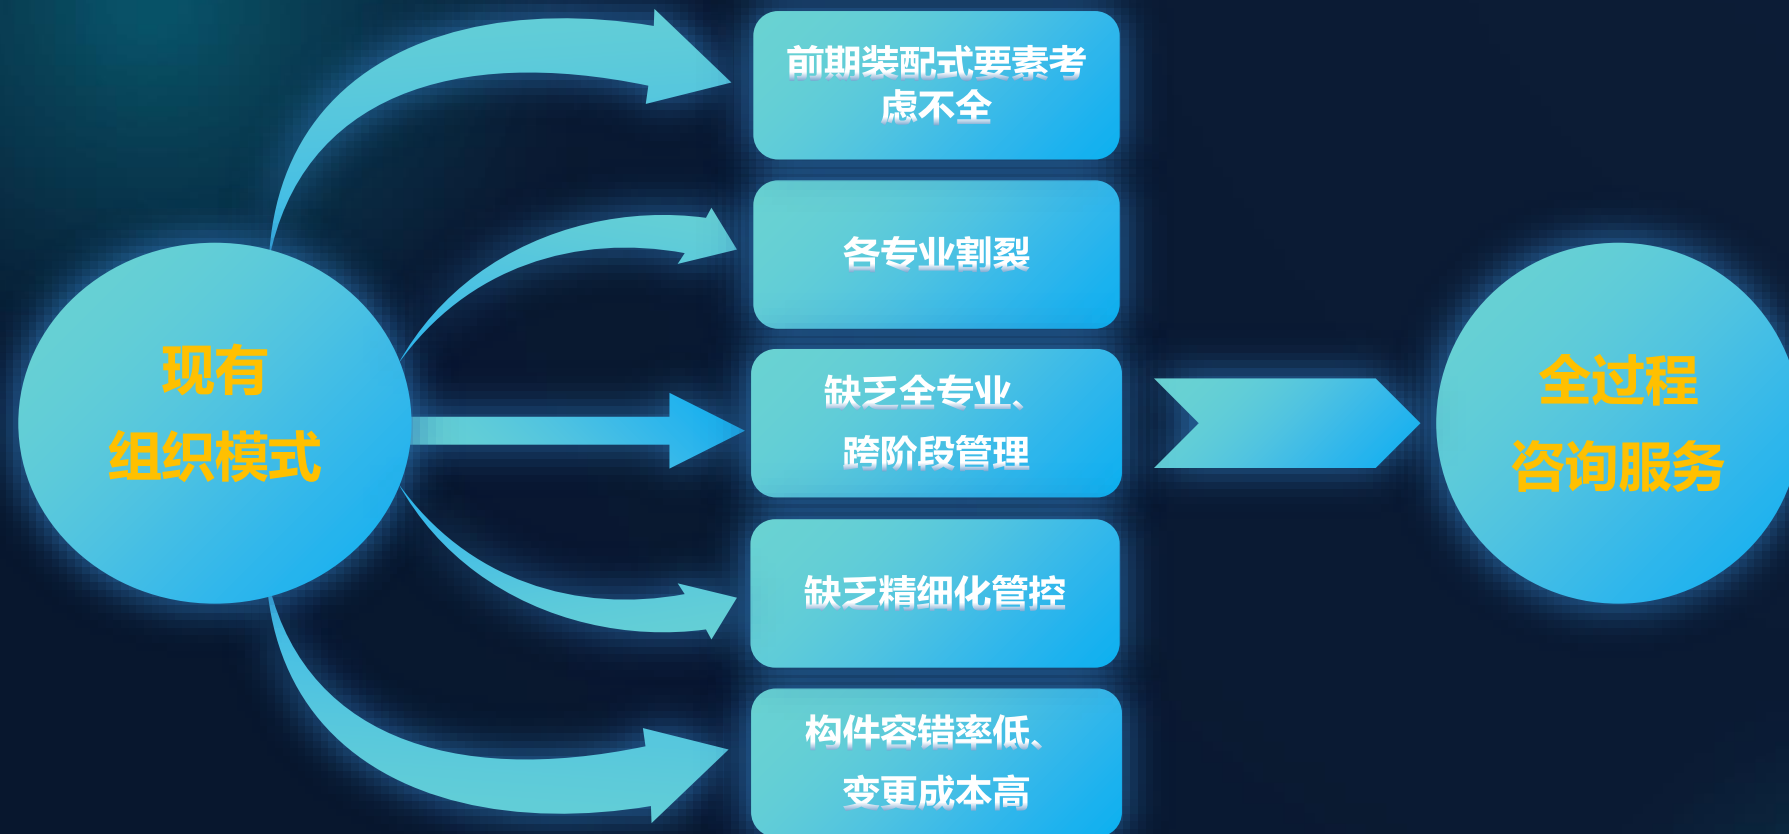 现有
组织模式
前期装配式要素考
虑不全
各专业割裂
缺乏全专业、
跨阶段管理
缺乏精细化管控
构件容错率低、
变更成本高
全过程
咨询服务